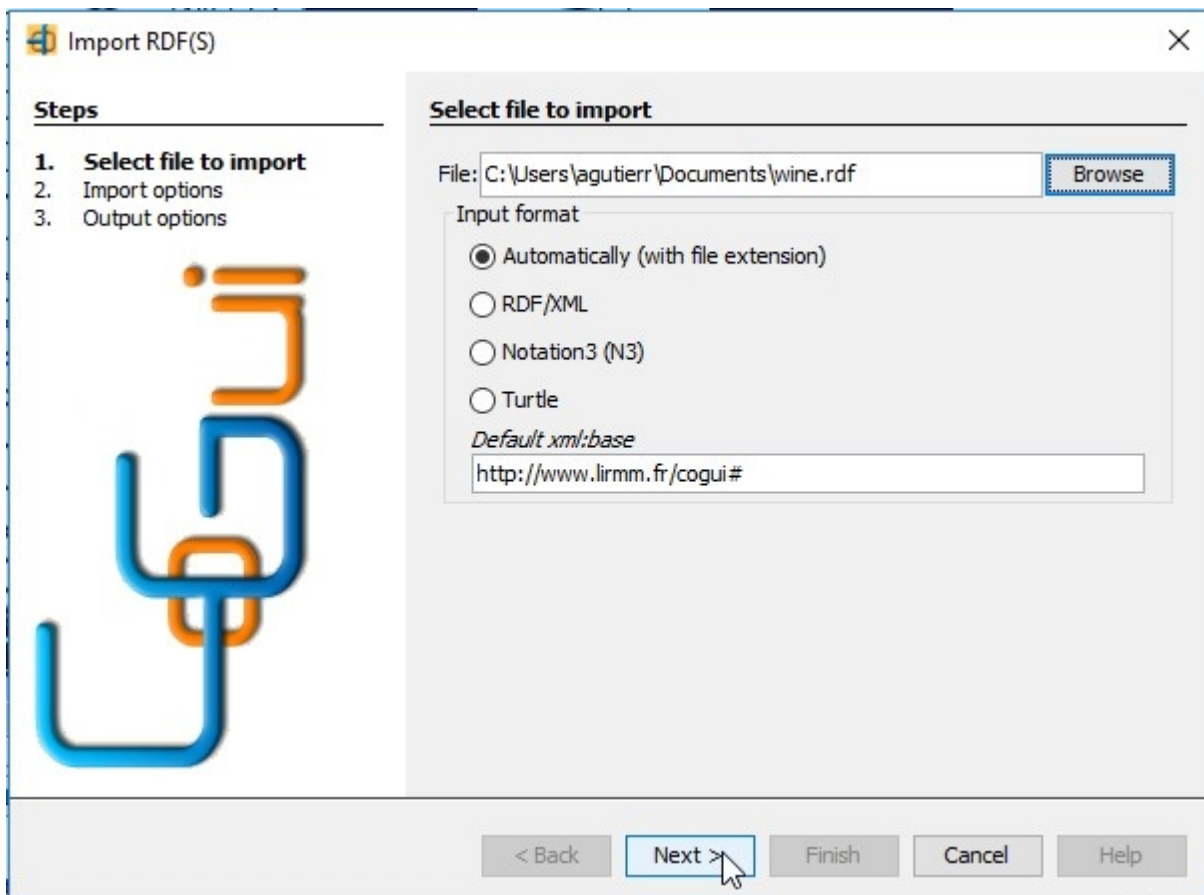 Import RDF(S)
Steps
1. Select file to import
2. Import options
3. Output options
cogui
Select file to import
File: C:\Users\agutierr\Documents\wine.rdf Browse
Input format
Automatically (with file extension)
RDF/XML
Notation3 (N3)
Turtle
Default xml:base
http://www.lirmm.fr/cogui#
< Back Next > Finish Cancel Help